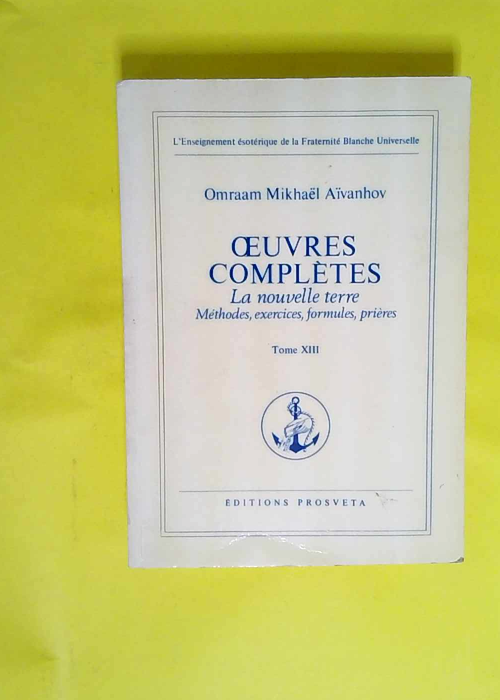 L'Enseignement ésotérique de la Fraternité Blanche Universelle
Omraam Mikhaël Aïvanhov
ŒUVRES
COMPLÈTES
La nouvelle terre
Méthodes, exercices, formules, prières
Tome XIII
ÉDITIONS PROSVETA